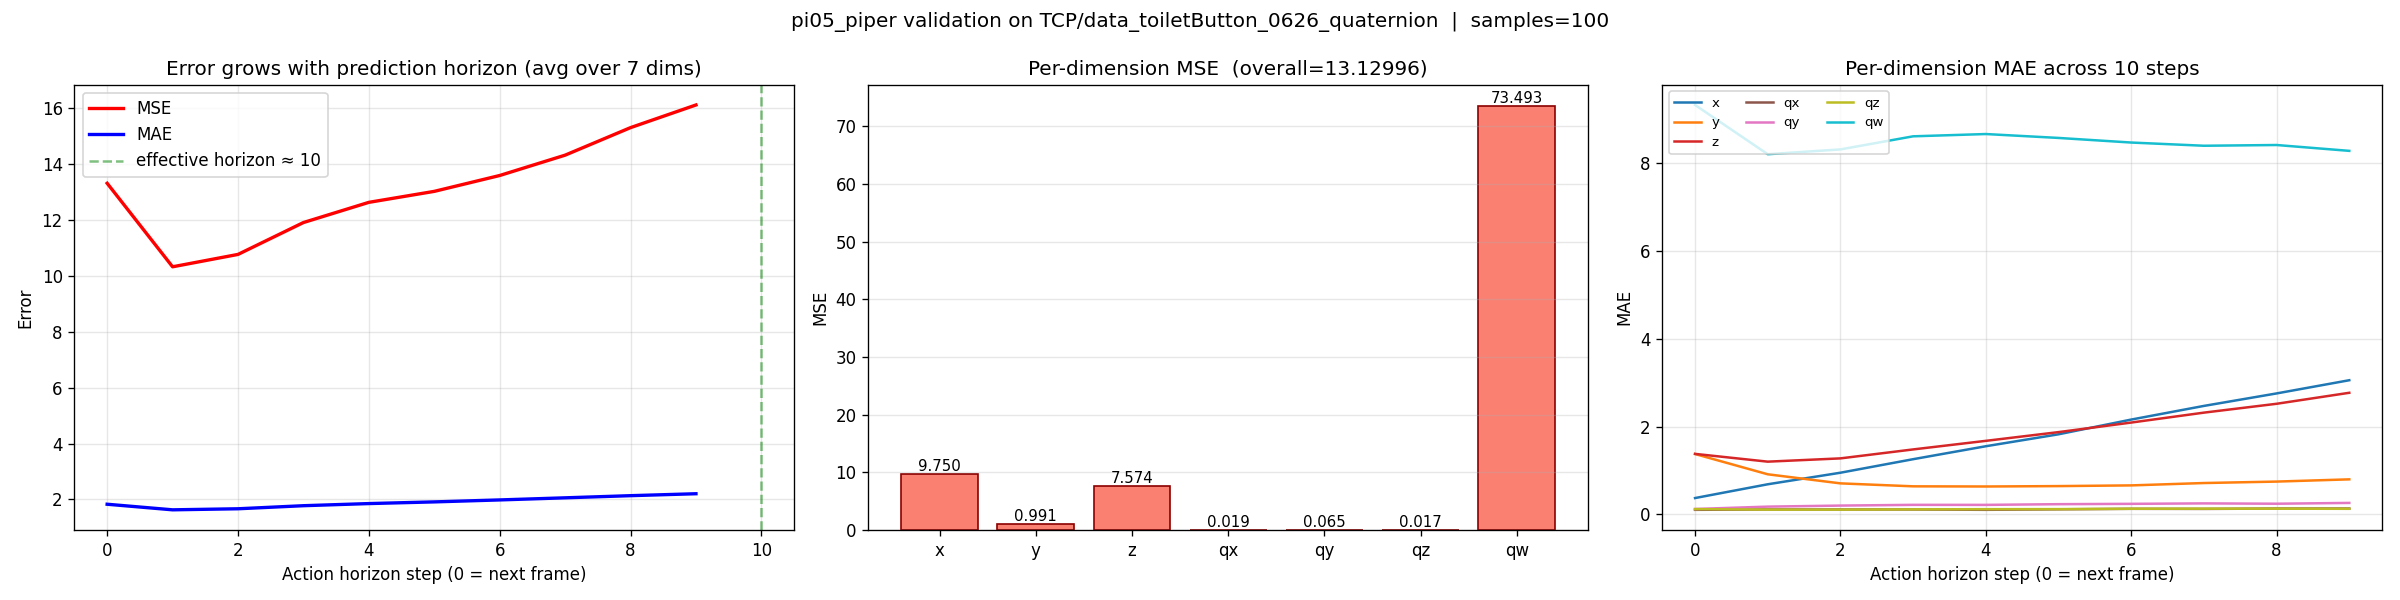 pi05_piper validation on TCP/data_toiletButton_0626_quaternion | samples=100
Error grows with prediction horizon (avg over 7 dims)
MSE
MAE
effective horizon ≈ 10
16
14
12
10
8
6
4
2
Error
0 2 4 6 8 10
Action horizon step (0 = next frame)
Per-dimension MSE (overall=13.12996)
70
60
50
40
30
20
10
0
MSE
9.750
0.991
7.574
0.019
0.065
0.017
73.493
x y z qx qy qz qw
Per-dimension MAE across 10 steps
x qx qz
y qy qw
z
8
6
4
2
0
MAE
0 2 4 6 8
Action horizon step (0 = next frame)